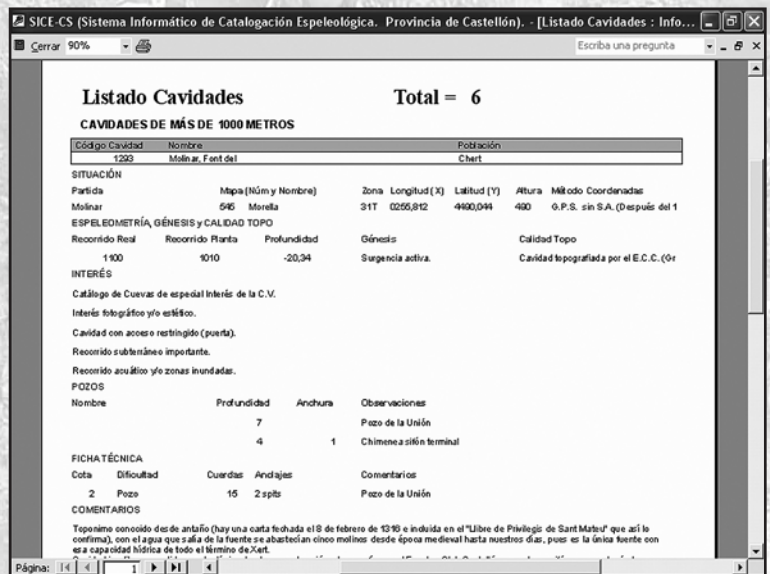 SICE-CS (Sistema Informático de Catalogación Espeleológica. Provincia de Castellón). - [Listado Cavidades : Info...
Cerrar 90% Escriba una pregunta
Listado Cavidades Total = 6
CAVIDADES DE MÁS DE 1000 METROS
Código Cavidad Nombre Población
1293 Molinar, Font del Chert
SITUACIÓN
Partida Mapa (Núm y Nombre) Zona Longitud (X) Latitud (Y) Altura Método Coordenadas
Molinar 545 Morella 31T 0255,812 4490,044 490 G.P.S. sin S.A. (Después del 1
ESPELEOMETRÍA, GÉNESIS y CALIDAD TOPO
Recorrido Real Recorrido Planta Profundidad Génesis Calidad Topo
1100 1010 -20,34 Surgencia activa. Cavidad topografiada por el E.C.C. (Gr
INTERÉS
Catálogo de Cuevas de especial Interés de la C.V.
Interés fotográfico y/o estético.
Cavidad con acceso restringido (puerta).
Recorrido subterráneo importante.
Recorrido acuático y/o zonas inundadas.
POZOS
Nombre Profundidad Anchura Observaciones
7 Pozo de la Unión
4 1 Chimenea sifón terminal
FICHA TÉCNICA
Cota Dificultad Cuerdas Anclajes Comentarios
2 Pozo 15 2 spits Pozo de la Unión
COMENTARIOS
Toponimo conocido desde antaño (hay una carta fechada el 8 de febrero de 1316 e incluida en el "Llibre de Privilegis de Sant Mateu" que así lo
confirma), con el agua que salía de la fuente se abastecían cinco molinos desde época medieval hasta nuestros días, pues es la única fuente con
esa capacidad hídrica de todo el término de Xert.
Página: 1